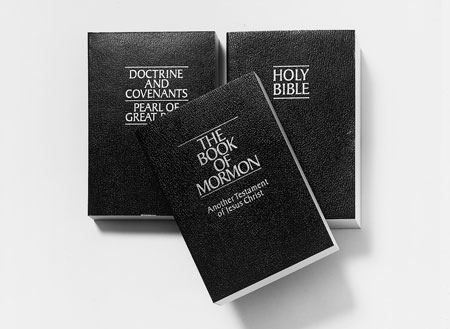 DOCTRINE
AND
COVENANTS
PEARL OF
GREAT
HOLY
BIBLE
THE
BOOK
OF
MORMON
Another Testament
of Jesus Christ